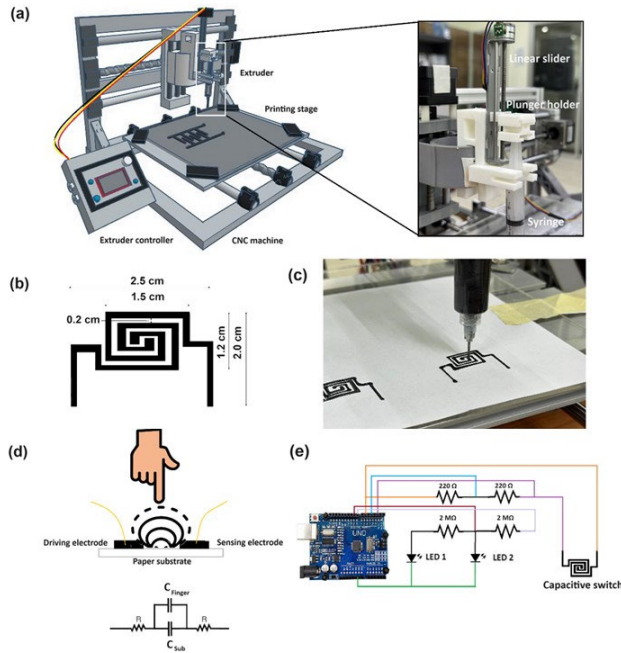 (a)
Extruder
Printing stage
Extruder controller
CNC machine
Linear slider
Plunger holder
Syringe
(b)
2.5 cm
1.5 cm
0.2 cm
1.2 cm
2.0 cm
(c)
(d)
Driving electrode
Sensing electrode
Paper substrate
C Finger
R
R
C Sub
(e)
220 Ω
220 Ω
2 MΩ
2 MΩ
UNO
LED 1
LED 2
Capacitive switch